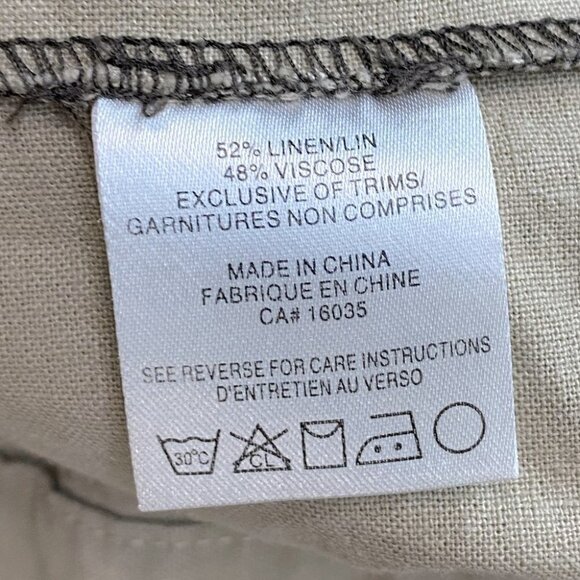 52% LINEN/LIN
48% VISCOSE
EXCLUSIVE OF TRIMS/
GARNITURES NON COMPRISES
MADE IN CHINA
FABRIQUE EN CHINE
CA# 16035
SEE REVERSE FOR CARE INSTRUCTIONS
D'ENTRETIEN AU VERSO
30°C CL